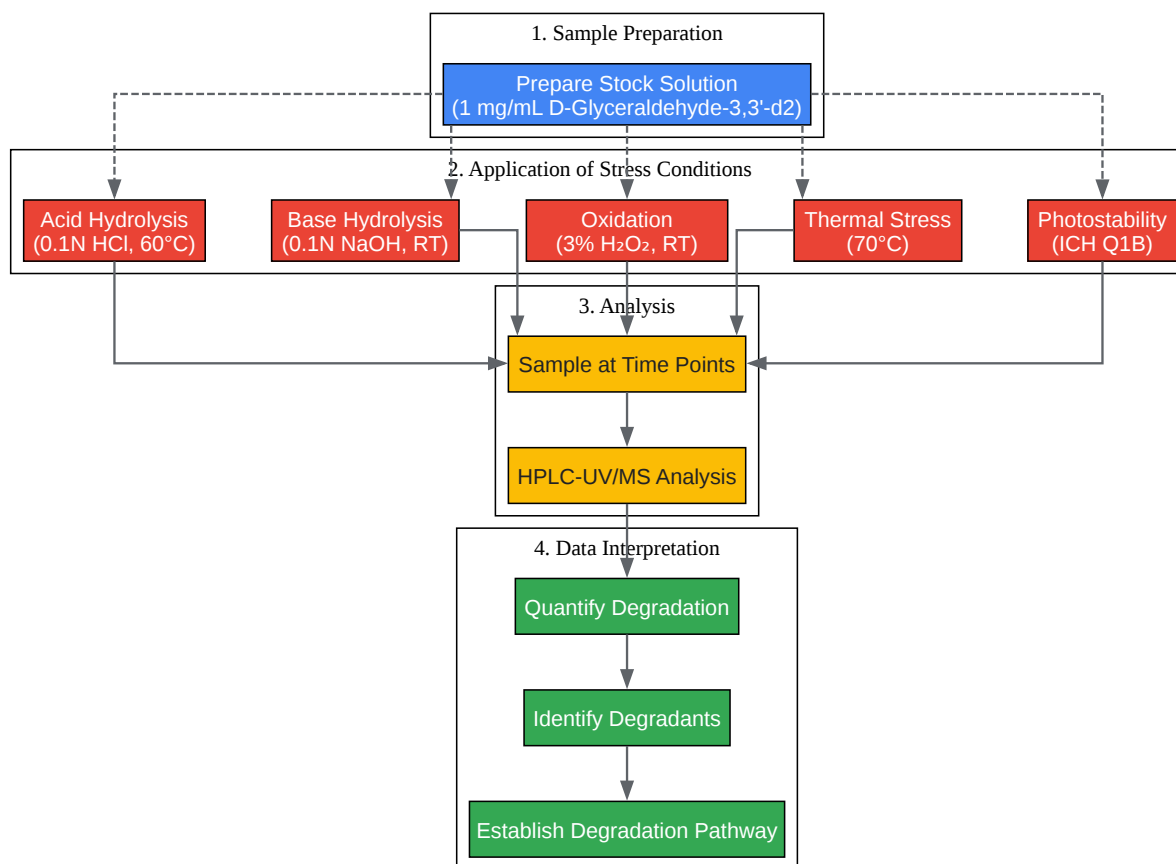 1. Sample Preparation
Prepare Stock Solution
(1 mg/mL D-Glyceraldehyde-3,3'-d2)
2. Application of Stress Conditions
Acid Hydrolysis
(0.1N HCl, 60°C)
Base Hydrolysis
(0.1N NaOH, RT)
Oxidation
(3% H₂O₂, RT)
Thermal Stress
(70°C)
Photostability
(ICH Q1B)
3. Analysis
Sample at Time Points
HPLC-UV/MS Analysis
4. Data Interpretation
Quantify Degradation
Identify Degradants
Establish Degradation Pathway